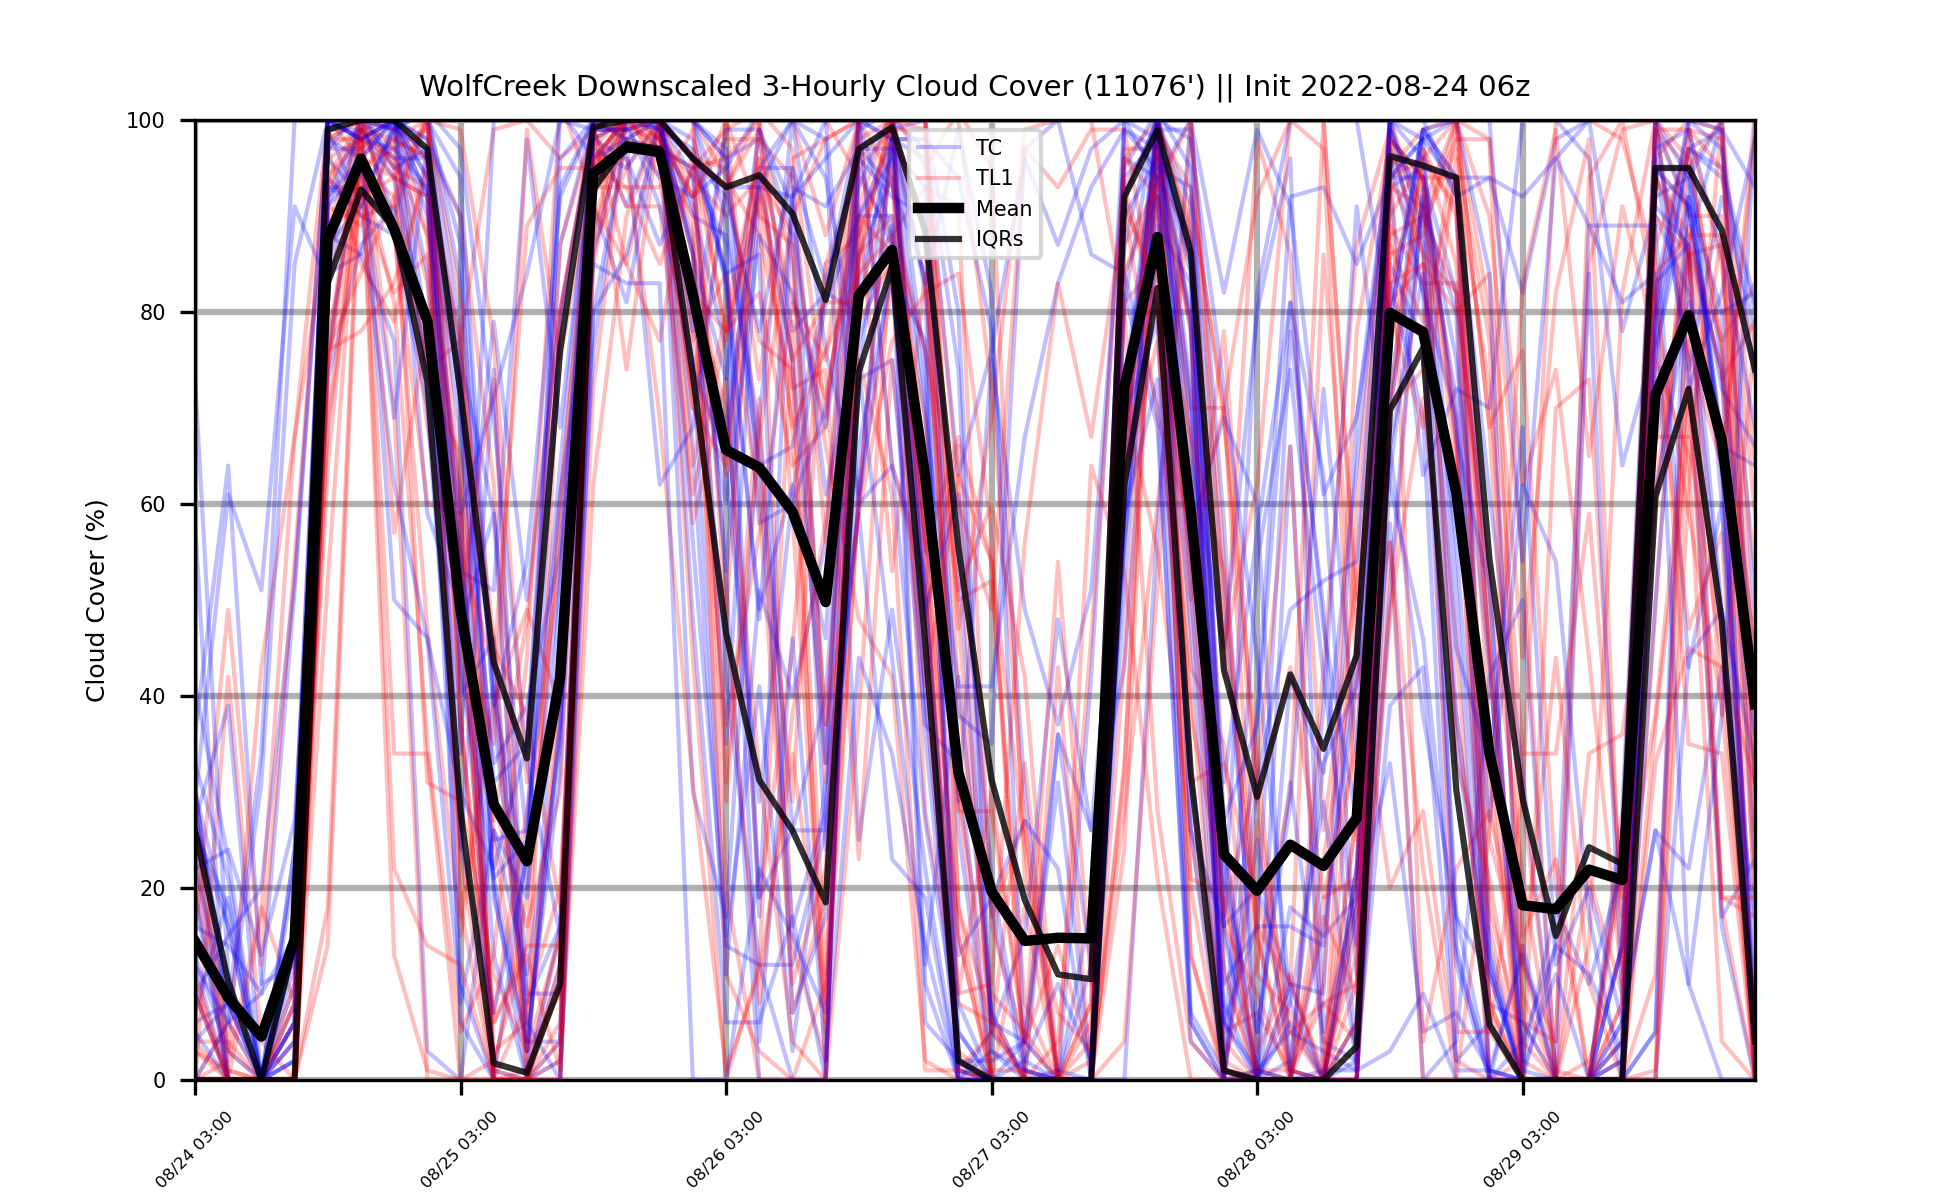 WolfCreek Downscaled 3-Hourly Cloud Cover (11076') || Init 2022-08-24 06z
100
80
60
40
20
0
Cloud Cover (%)
TC
TL1
Mean
IQRs
08/24 03:00
08/25 03:00
08/26 03:00
08/27 03:00
08/28 03:00
08/29 03:00